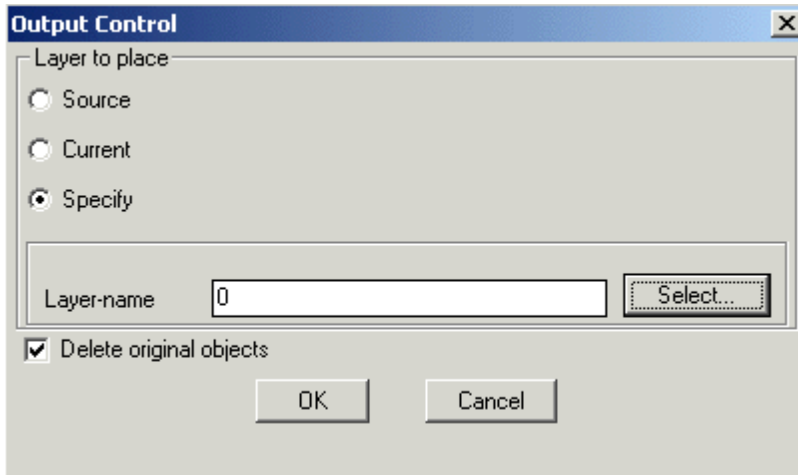 Output Control
Layer to place
Source
Current
Specify
Layer-name 0 Select...
Delete original objects
OK Cancel